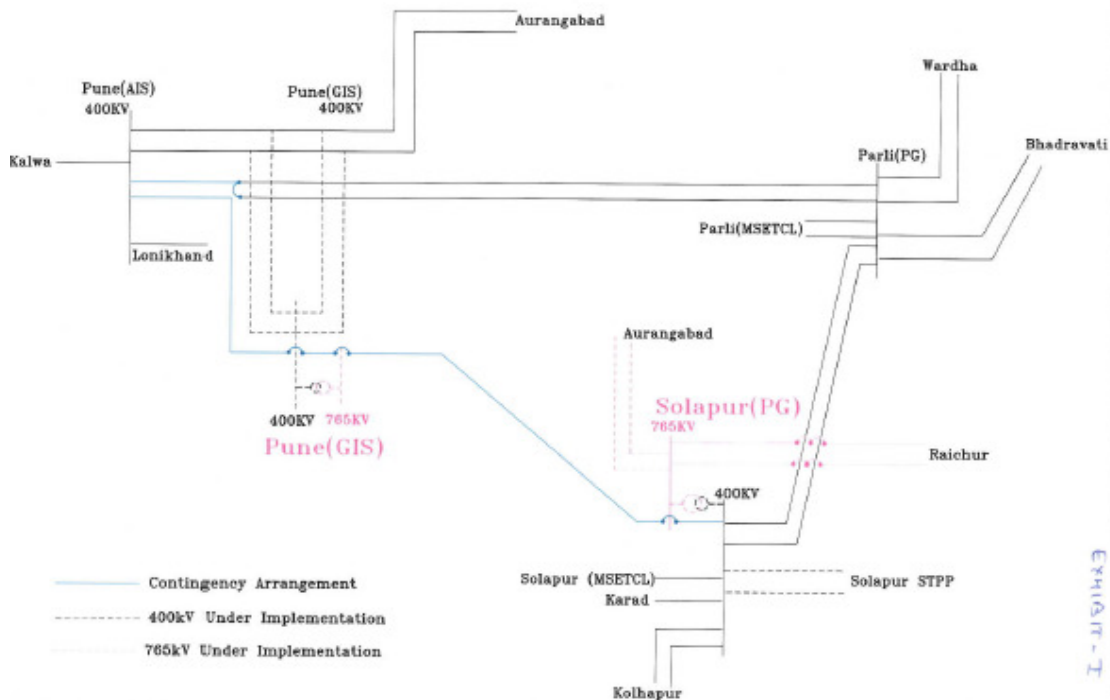 Aurangabad
Wardha
Pune(AIS)
400KV
Pune(GIS)
400KV
Bhadravati
Parli(PG)
Kalwa
Parli(MSETCL)
Lonikhand
Aurangabad
Solapur(PG)
765KV
400KV
765KV
Pune(GIS)
Raichur
400KV
Solapur (MSETCL)
Solapur STPP
Karad
Kolhapur
Contingency Arrangement
400kV Under Implementation
765kV Under Implementation
EXHIBIT-I